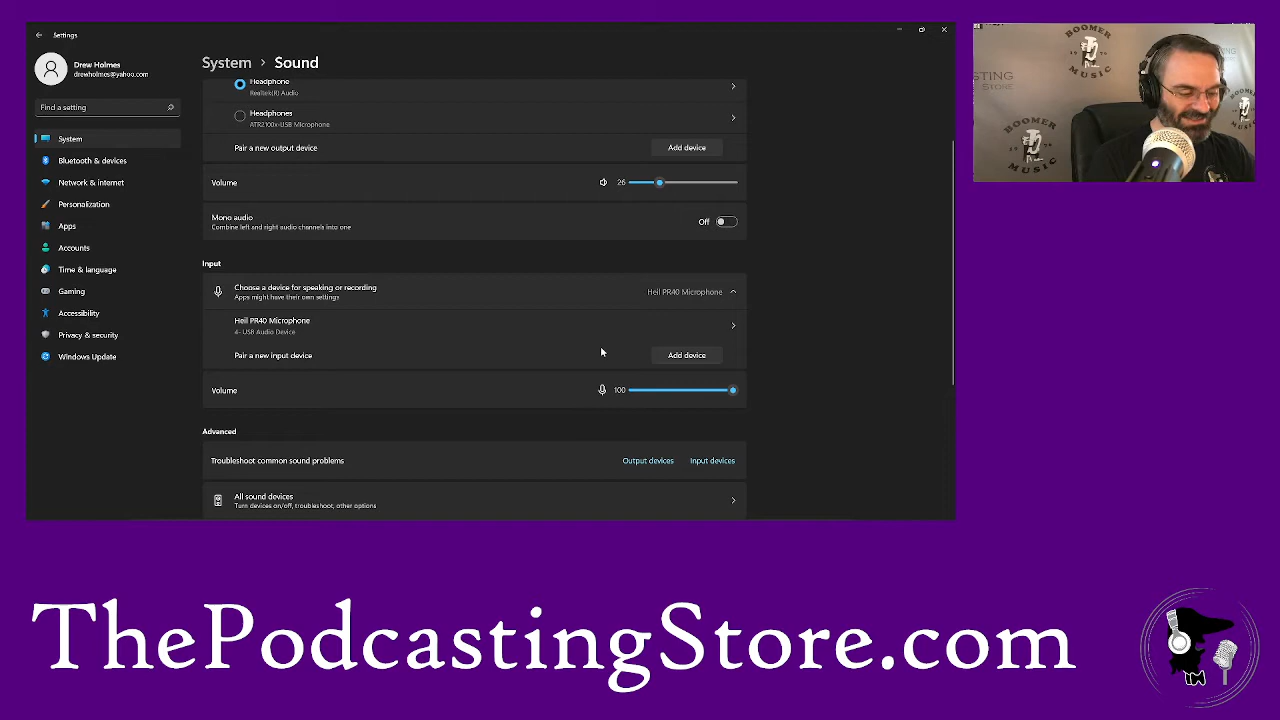 Settings
Drew Holmes
drewholmes@yahoo.com
Find a setting
System
Bluetooth & devices
Network & internet
Personalization
Apps
Accounts
Time & language
Gaming
Accessibility
Privacy & security
Windows Update
System > Sound
Headphone
Realtek(R) Audio
Headphones
ATR2100x-USB Microphone
Pair a new output device
Add device
Volume
26
Mono audio
Combine left and right audio channels into one
Off
Input
Choose a device for speaking or recording
Apps might have their own settings
Heil PR40 Microphone
Heil PR40 Microphone
4- USB Audio Device
Pair a new input device
Add device
Volume
100
Advanced
Troubleshoot common sound problems
Output devices
Input devices
All sound devices
Turn devices on/off, troubleshoot, other options
BOOMER
MUSIC
BOOMER
MUSIC
ThePodcastingStore.com